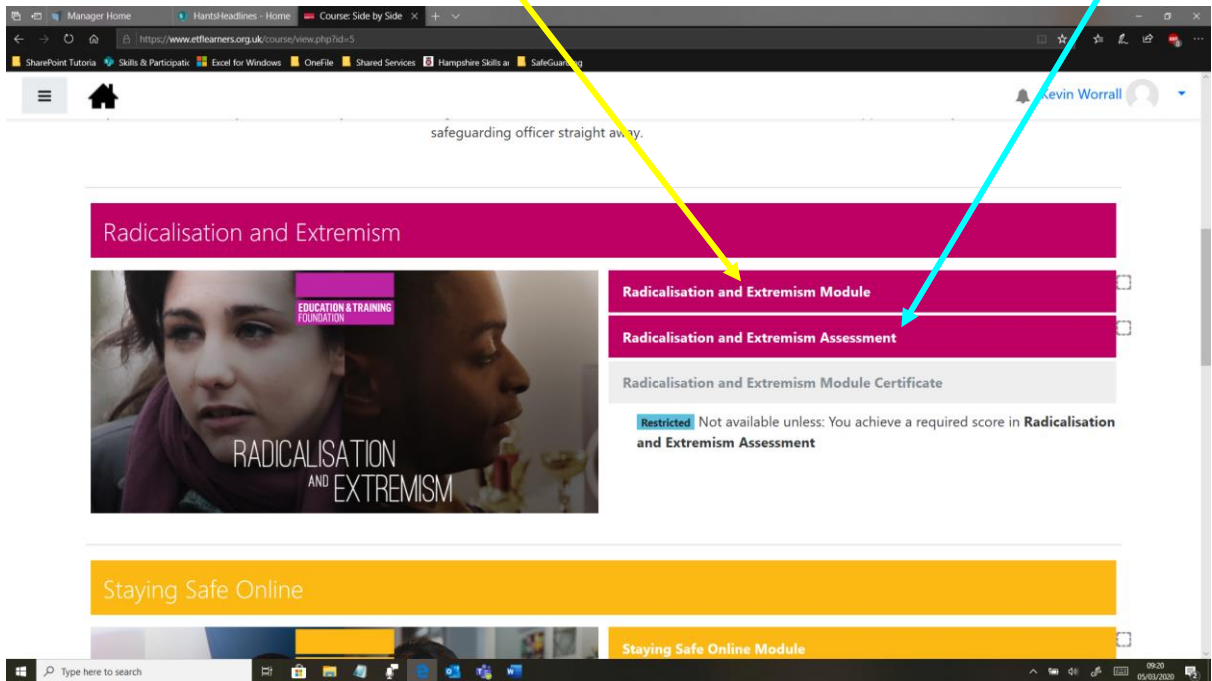 Manager Home
HantsHeadlines - Home
Course: Side by Side
https://www.etflearners.org.uk/course/view.php?id=5
SharePoint Tutoria
Skills & Participatic
Excel for Windows
OneFile
Shared Services
Hampshire Skills ar
SafeGuarding
Kevin Worrall
safeguarding officer straight away.
Radicalisation and Extremism
EDUCATION & TRAINING
FOUNDATION
RADICALISATION
AND EXTREMISM
Radicalisation and Extremism Module
Radicalisation and Extremism Assessment
Radicalisation and Extremism Module Certificate
Restricted Not available unless: You achieve a required score in Radicalisation
and Extremism Assessment
Staying Safe Online
Staying Safe Online Module
Type here to search
09:20
05/03/2020